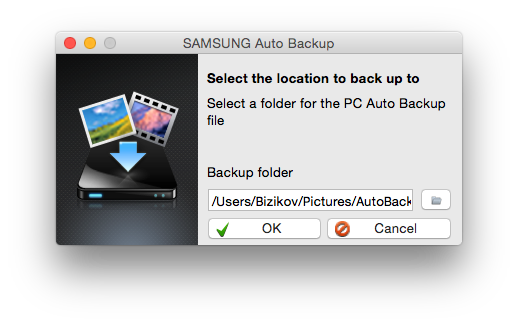 SAMSUNG Auto Backup
Select the location to back up to
Select a folder for the PC Auto Backup
file
Backup folder
/Users/Bizikov/Pictures/AutoBack
OK
Cancel